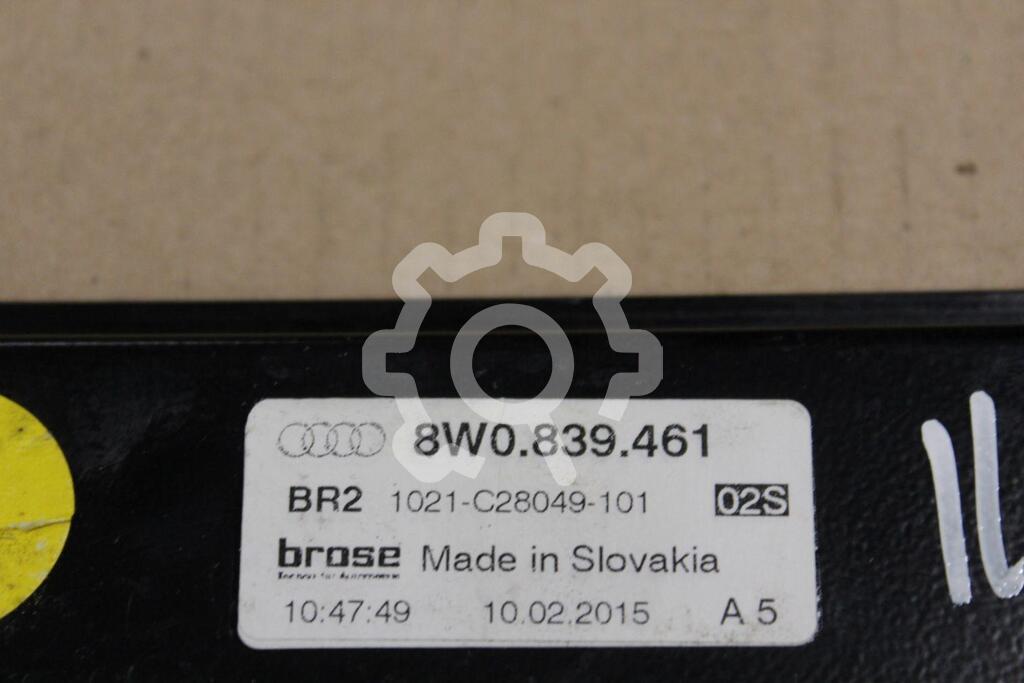 8W0.839.461
BR2 1021-C28049-101 02S
brose Made in Slovakia
10:47:49 10.02.2015 A 5